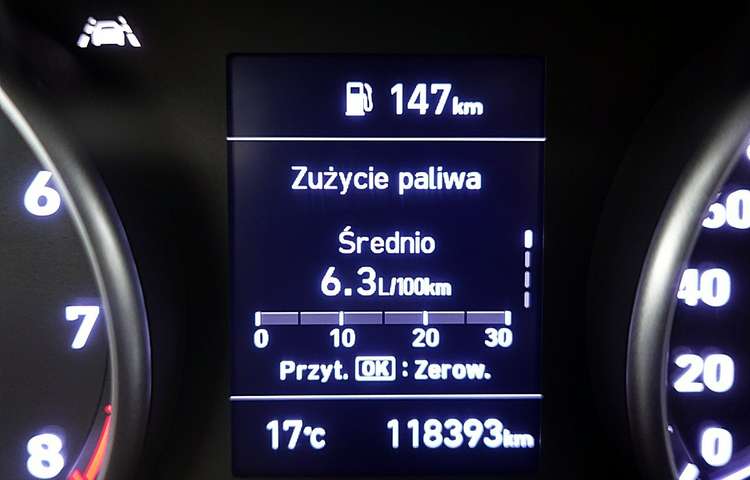 147km
Zużycie paliwa
Średnio
6.3L/100km
0 10 20 30
Przyt. OK : Zerow.
17°C 118393km
6
7
8
60
40
20
0